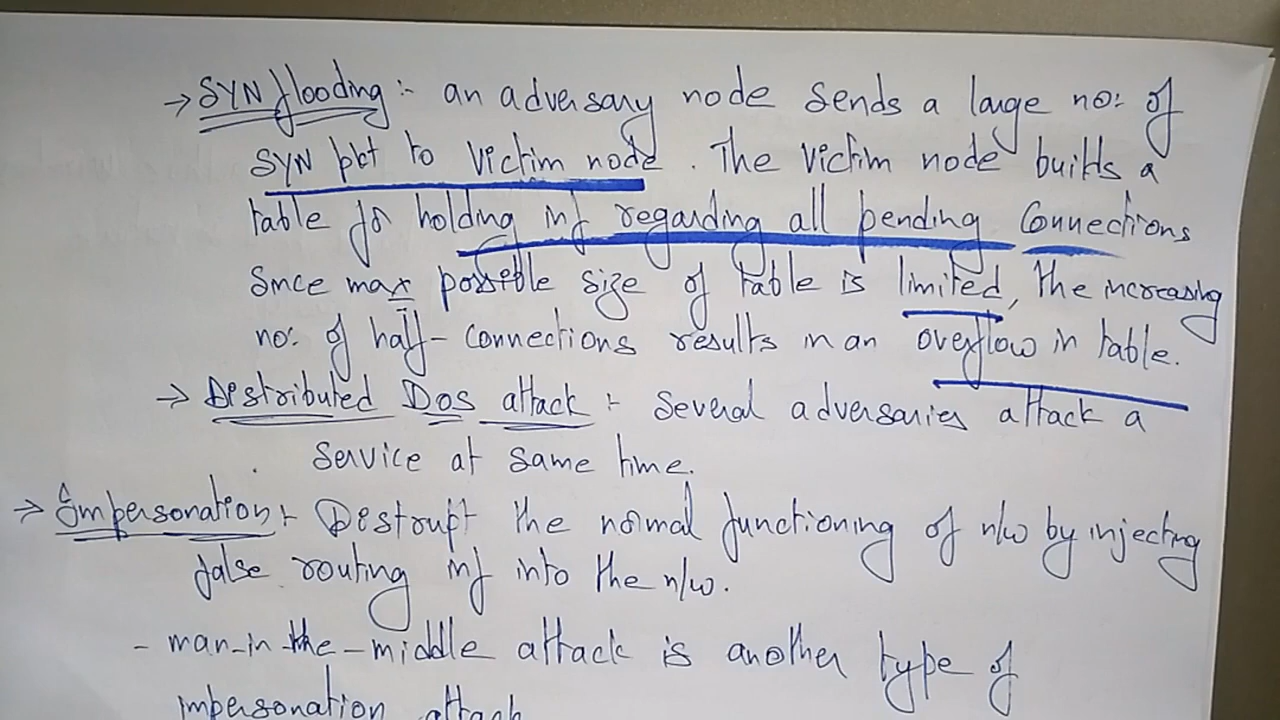 → SYN flooding :- an adversary node sends a large no: of
SYN pkt to victim node. The victim node builds a
table for holding inf regarding all pending connections
Since max possible size of table is limited, the increasing
no: of half-connections results in an overflow in table.
→ Distributed DoS attack :- Several adversaries attack a
service at same time.
→ Impersonation :- Distrupt the normal functioning of n/w by injecting
false routing inf into the n/w.
- man-in-the-middle attack is another type of
impersonation attack